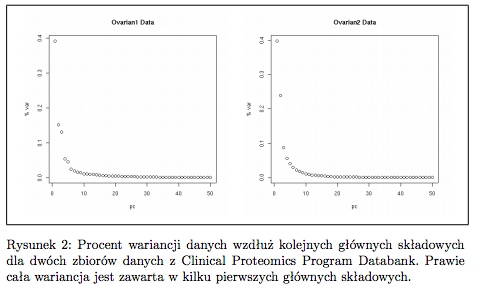 Ovarian1 Data
% var
0.4
0.3
0.2
0.1
0.0
0 10 20 30 40 50
pc
Ovarian2 Data
% var
0.4
0.3
0.2
0.1
0.0
0 10 20 30 40 50
pc
Rysunek 2: Procent wariancji danych wzdłuż kolejnych głównych składowych
dla dwóch zbiorów danych z Clinical Proteomics Program Databank. Prawie
cała wariancja jest zawarta w kilku pierwszych głównych składowych.